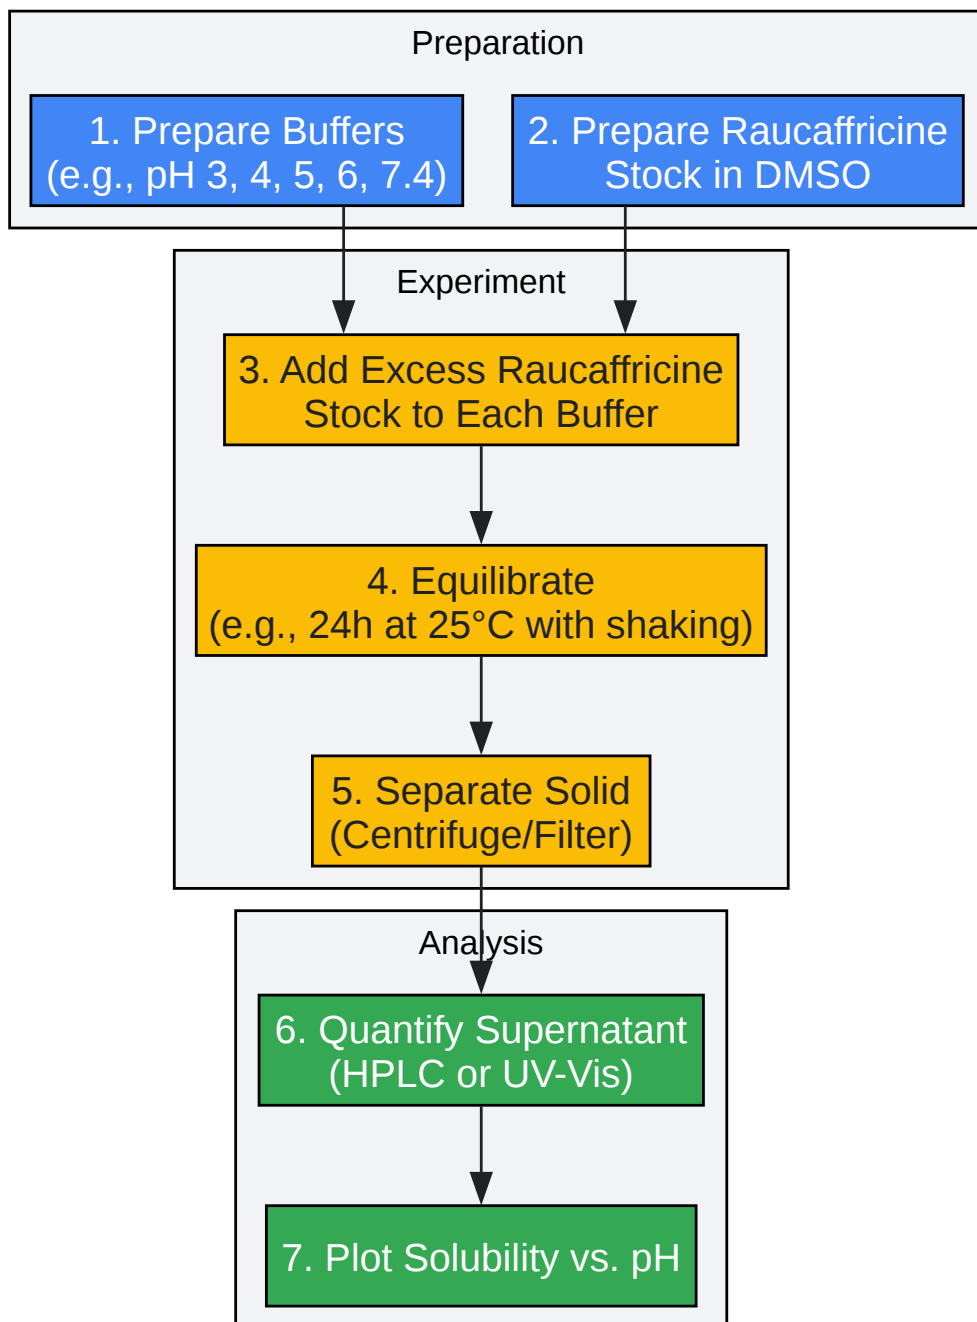 Preparation
1. Prepare Buffers
(e.g., pH 3, 4, 5, 6, 7.4)
2. Prepare Raucaffricine
Stock in DMSO
Experiment
3. Add Excess Raucaffricine
Stock to Each Buffer
4. Equilibrate
(e.g., 24h at 25°C with shaking)
5. Separate Solid
(Centrifuge/Filter)
Analysis
6. Quantify Supernatant
(HPLC or UV-Vis)
7. Plot Solubility vs. pH